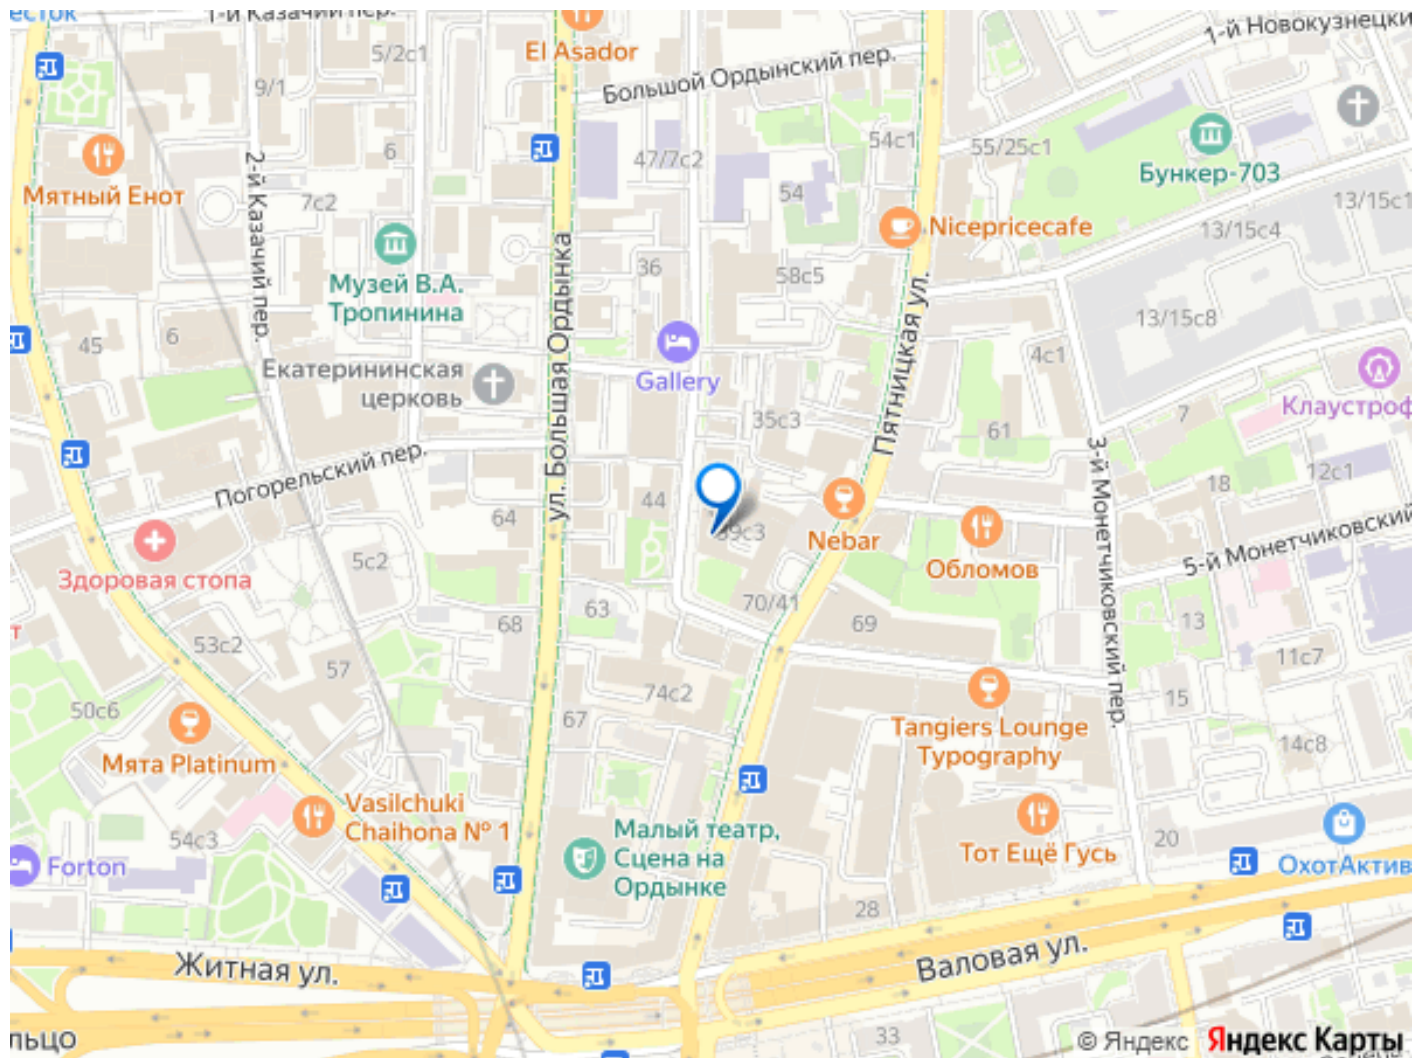 1-й Казачий пер.
1-й Новокузнецки
El Asador
5/2с1
9/1
Большой Ордынский пер.
54с1
55/25с1
Бункер-703
6
47/7с2
2-й Казачий пер.
Мятный Енот
7с2
54
13/15с1
Nicepricecafe
13/15с4
Музей В.А.
Тропинина
36
58с5
ул. Большая Ордынка
Пятницкая ул.
13/15с8
45
6
4с1
Екатерининская
церковь
Gallery
35с3
61
7
Клаустроф
3-й Монетчиковский пер.
12с1
18
Погорельский пер.
64
44
39с3
Nebar
Обломов
5-й Монетчиковский
Здоровая стопа
5с2
63
70/41
69
68
13
53с2
57
11с7
74с2
15
50с6
67
Tangiers Lounge
Typography
14с8
Мята Platinum
Vasilchuki
Chaihona № 1
54с3
Малый театр,
Сцена на
Ордынке
Тот Ещё Гусь
20
ОхотАктив
Forton
28
Житная ул.
Валовая ул.
33
льцо
© Яндекс Яндекс Карты